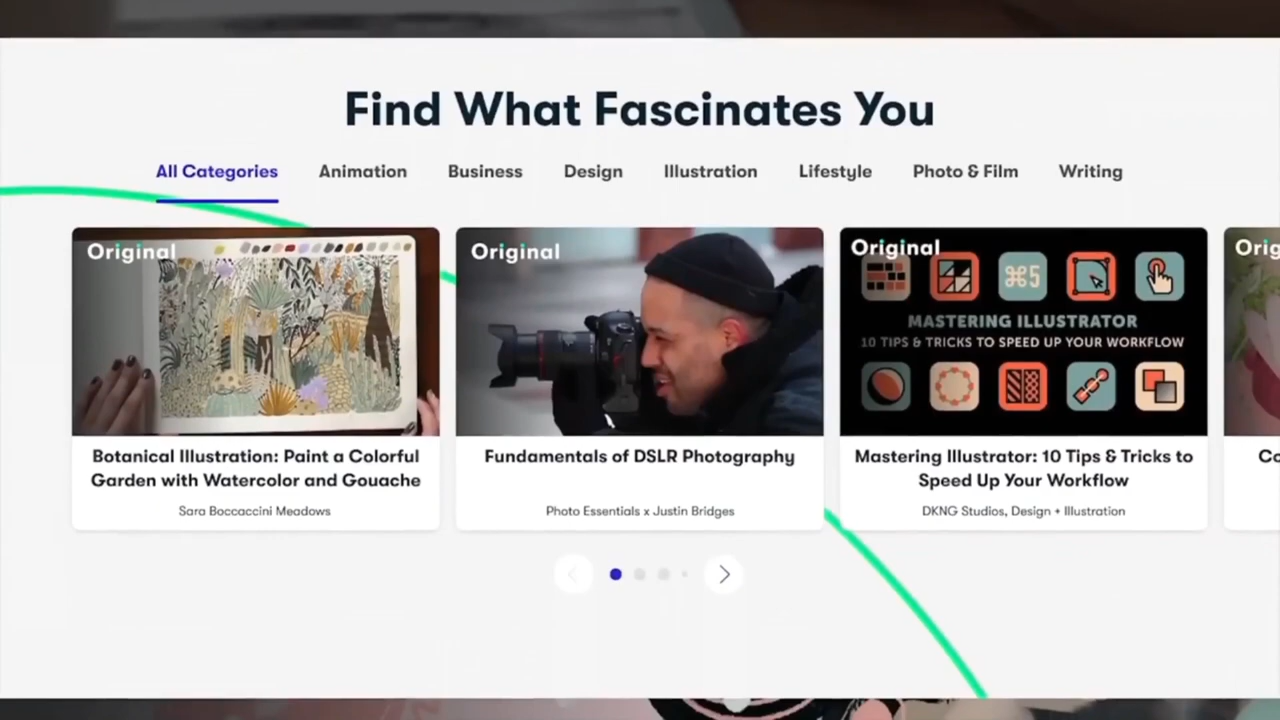 Find What Fascinates You
All Categories Animation Business Design Illustration Lifestyle Photo & Film Writing
Original
Botanical Illustration: Paint a Colorful
Garden with Watercolor and Gouache
Sara Boccaccini Meadows
Original
Fundamentals of DSLR Photography
Photo Essentials x Justin Bridges
Original
⌘5
MASTERING ILLUSTRATOR
10 TIPS & TRICKS TO SPEED UP YOUR WORKFLOW
Mastering Illustrator: 10 Tips & Tricks to
Speed Up Your Workflow
DKNG Studios, Design + Illustration
Orig
Co